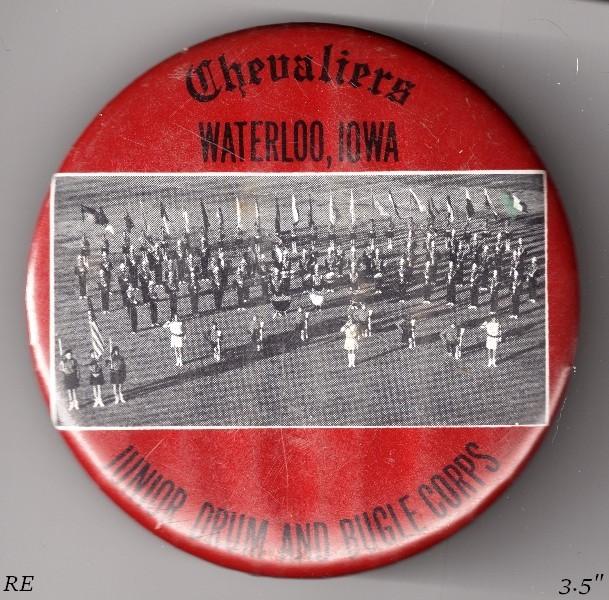 Chevaliers
WATERLOO, IOWA
JUNIOR DRUM AND BUGLE CORPS
RE
3.5"